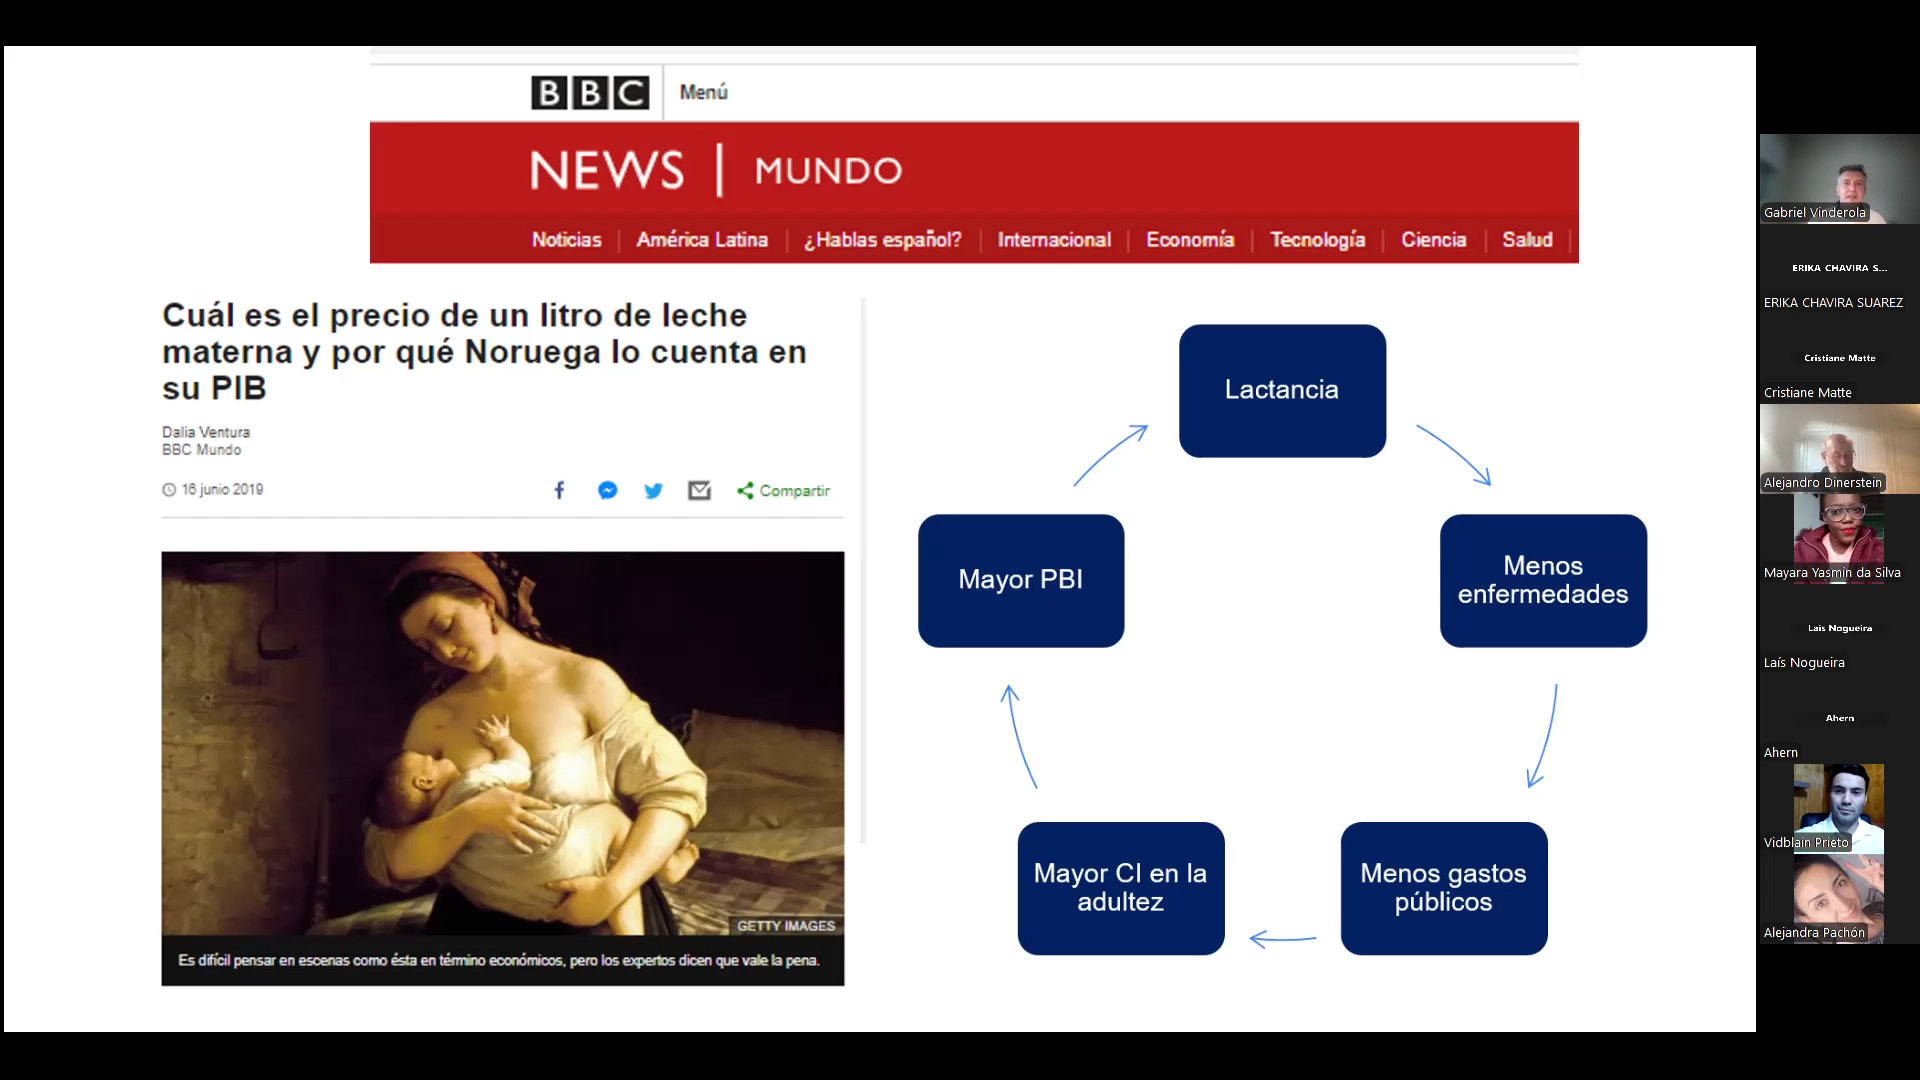 BBC
Menú
NEWS | MUNDO
Noticias | América Latina | ¿Hablas español? | Internacional | Economía | Tecnología | Ciencia | Salud
Cuál es el precio de un litro de leche
materna y por qué Noruega lo cuenta en
su PIB
Dalia Ventura
BBC Mundo
16 junio 2019
Compartir
GETTY IMAGES
Es difícil pensar en escenas como ésta en término económicos, pero los expertos dicen que vale la pena.
Lactancia
Menos
enfermedades
Menos gastos
públicos
Mayor CI en la
adultez
Mayor PBI
Gabriel Vinderola
ERIKA CHAVIRA S...
ERIKA CHAVIRA SUAREZ
Cristiane Matte
Cristiane Matte
Alejandro Dinerstein
Mayara Yasmin da Silva
Laís Nogueira
Laís Nogueira
Ahern
Ahern
Vidblain Prieto
Alejandra Pachón